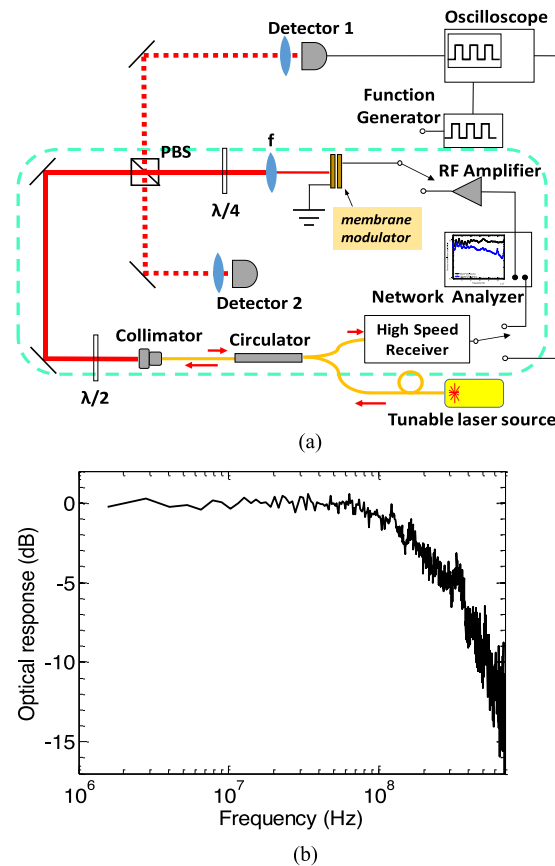 Detector 1
Oscilloscope
Function
Generator
PBS
f
RF Amplifier
λ/4
membrane
modulator
Detector 2
Network Analyzer
Collimator
Circulator
High Speed
Receiver
λ/2
Tunable laser source
(a)
Optical response (dB)
0
-5
-10
-15
10^6
10^7
10^8
Frequency (Hz)
(b)